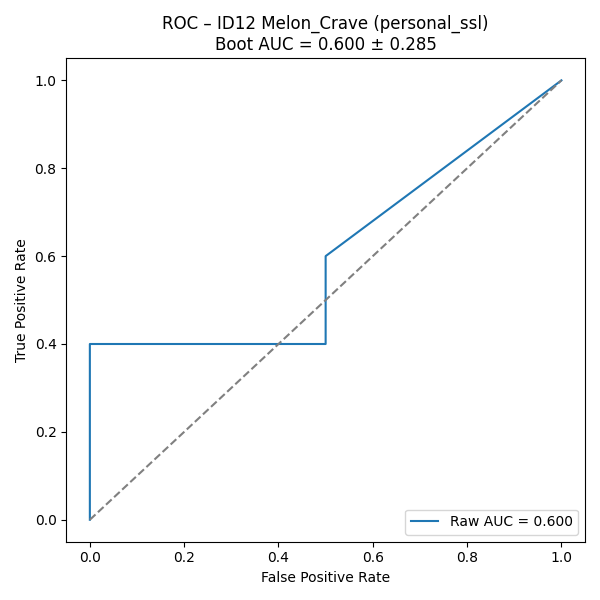 ROC – ID12 Melon_Crave (personal_ssl)
Boot AUC = 0.600 ± 0.285
True Positive Rate
1.0
0.8
0.6
0.4
0.2
0.0
Raw AUC = 0.600
0.0 0.2 0.4 0.6 0.8 1.0
False Positive Rate